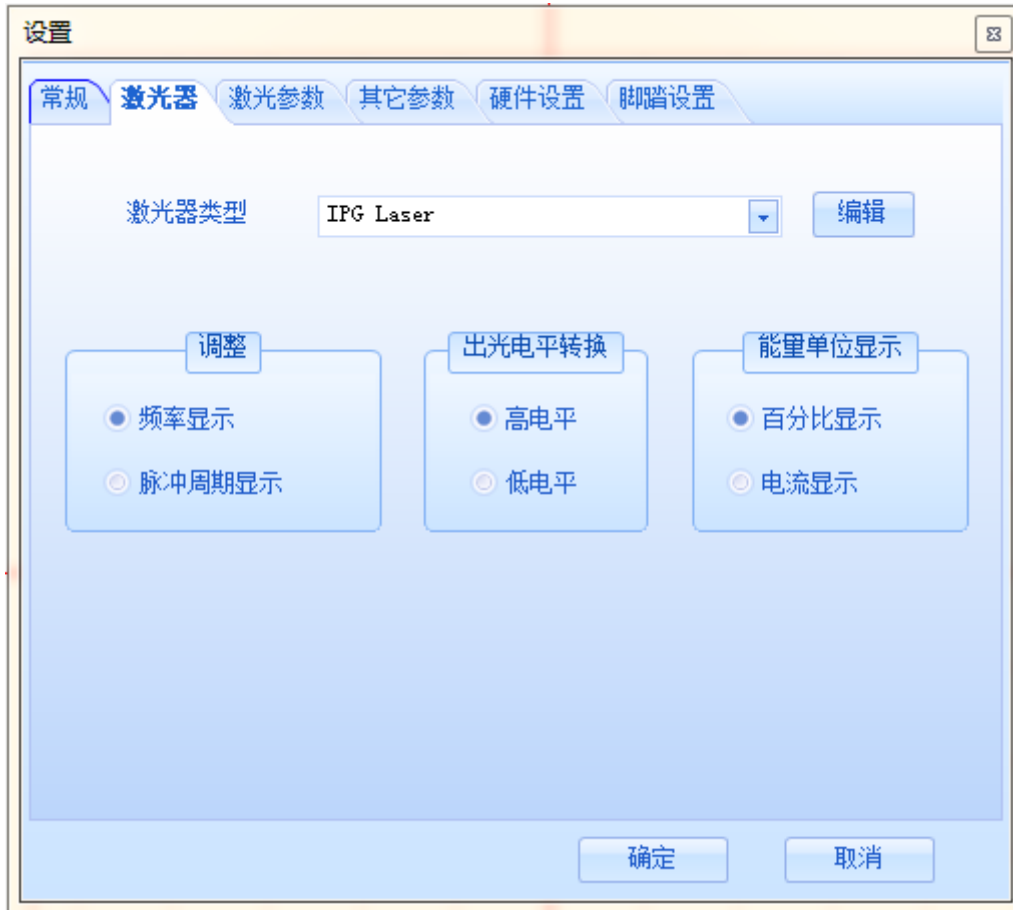 设置
常规 激光器 激光参数 其它参数 硬件设置 脚踏设置
激光器类型 IPG Laser 编辑
调整 出光电平转换 能量单位显示
频率显示 高电平 百分比显示
脉冲周期显示 低电平 电流显示
确定 取消